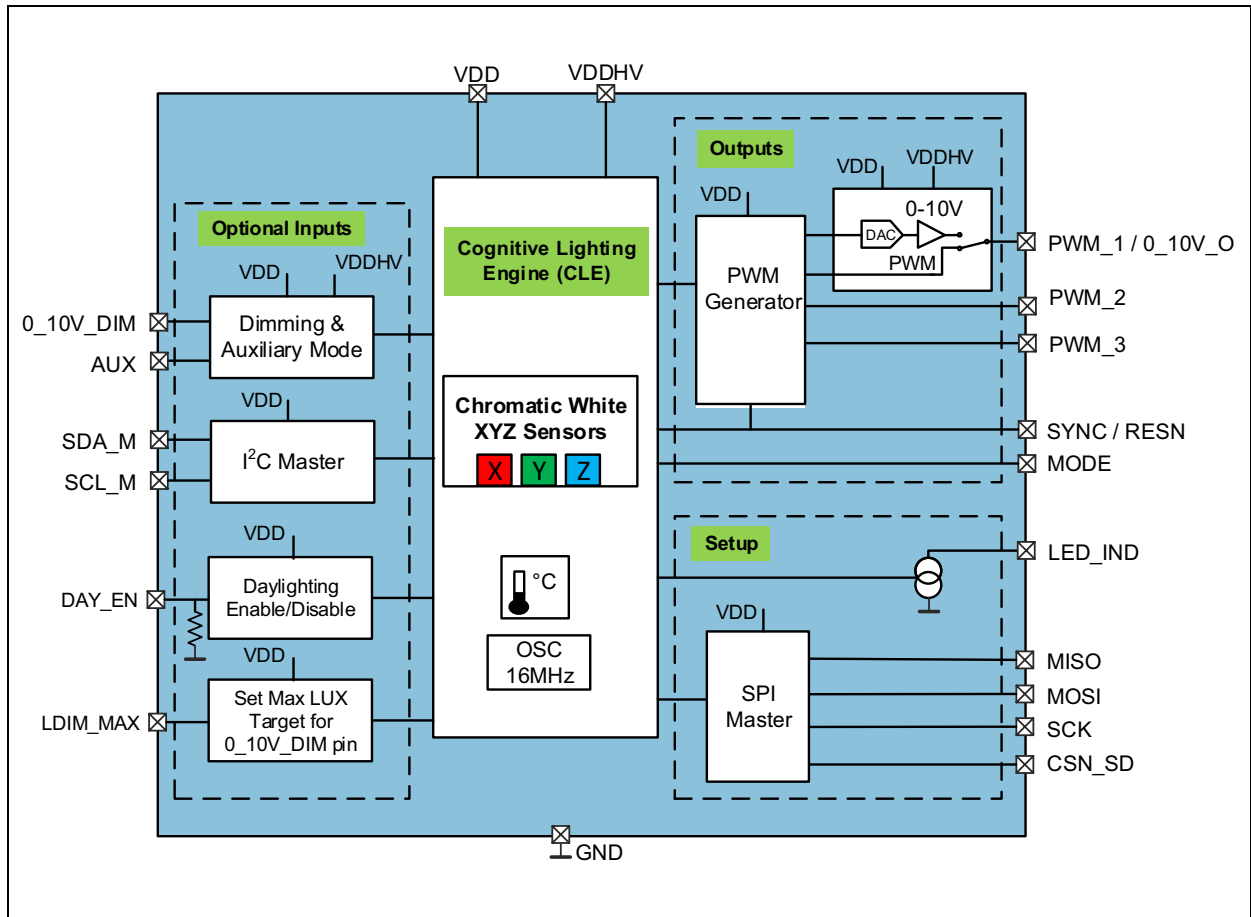 VDD
VDDHV
Optional Inputs
VDD
VDDHV
0_10V_DIM
AUX
Dimming &
Auxiliary Mode
VDD
SDA_M
SCL_M
I²C Master
VDD
DAY_EN
Daylighting
Enable/Disable
VDD
LDIM_MAX
Set Max LUX
Target for
0_10V_DIM pin
Cognitive Lighting
Engine (CLE)
Chromatic White
XYZ Sensors
X
Y
Z
°C
OSC
16MHz
Outputs
VDD
VDD
VDDHV
0-10V
DAC
PWM
PWM
Generator
PWM_1 / 0_10V_O
PWM_2
PWM_3
SYNC / RESN
MODE
Setup
LED_IND
VDD
SPI
Master
MISO
MOSI
SCK
CSN_SD
GND